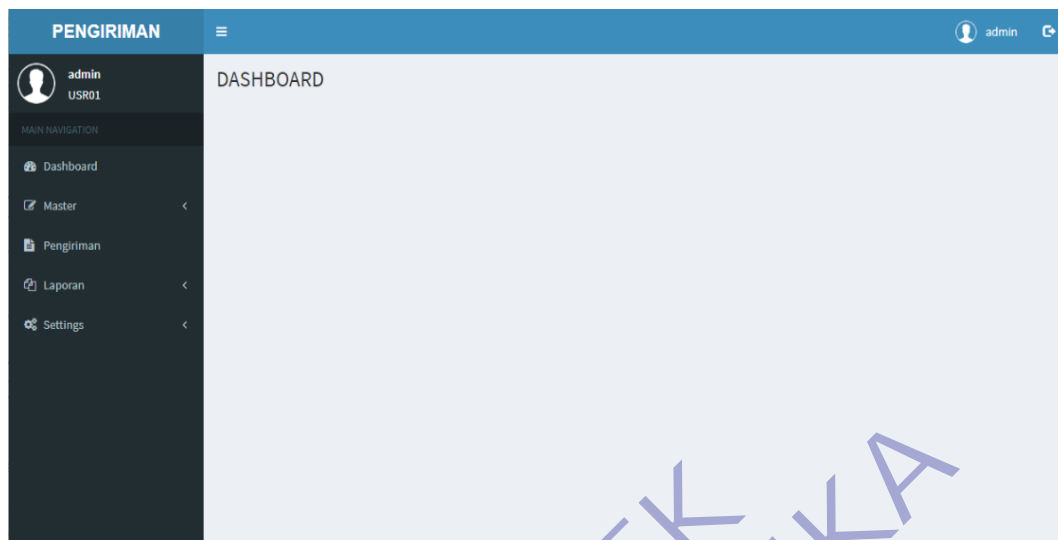 PENGIRIMAN
admin
admin
USR01
DASHBOARD
MAIN NAVIGATION
Dashboard
Master
Pengiriman
Laporan
Settings